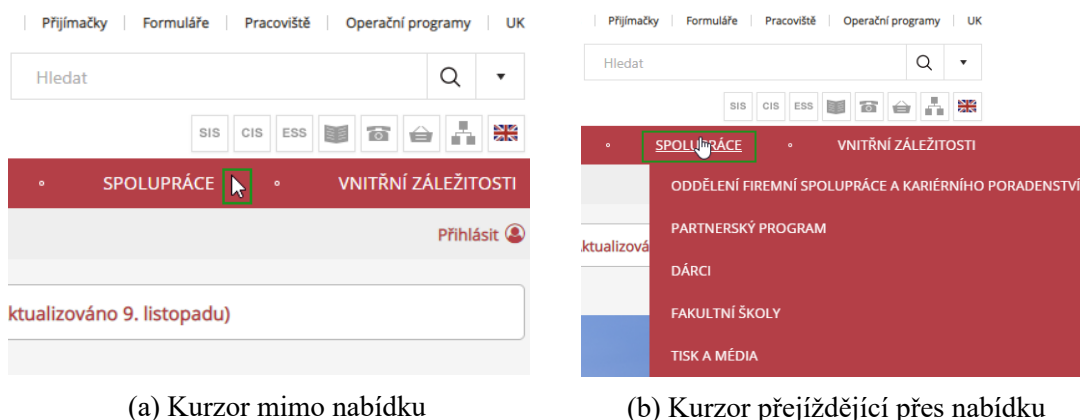 Přijímačky Formuláře Pracoviště Operační programy UK
Hledat
SIS CIS ESS
SPOLUPRÁCE VNITŘNÍ ZÁLEŽITOSTI
Přihlásit
ktualizováno 9. listopadu)
(a) Kurzor mimo nabídku
Přijímačky Formuláře Pracoviště Operační programy UK
Hledat
SIS CIS ESS
SPOLUPRÁCE VNITŘNÍ ZÁLEŽITOSTI
ODDĚLENÍ FIREMNÍ SPOLUPRÁCE A KARIÉRNÍHO PORADENSTVÍ
ktualizová
PARTNERSKÝ PROGRAM
DÁRCI
FAKULTNÍ ŠKOLY
TISK A MÉDIA
(b) Kurzor přejíždějící přes nabídku